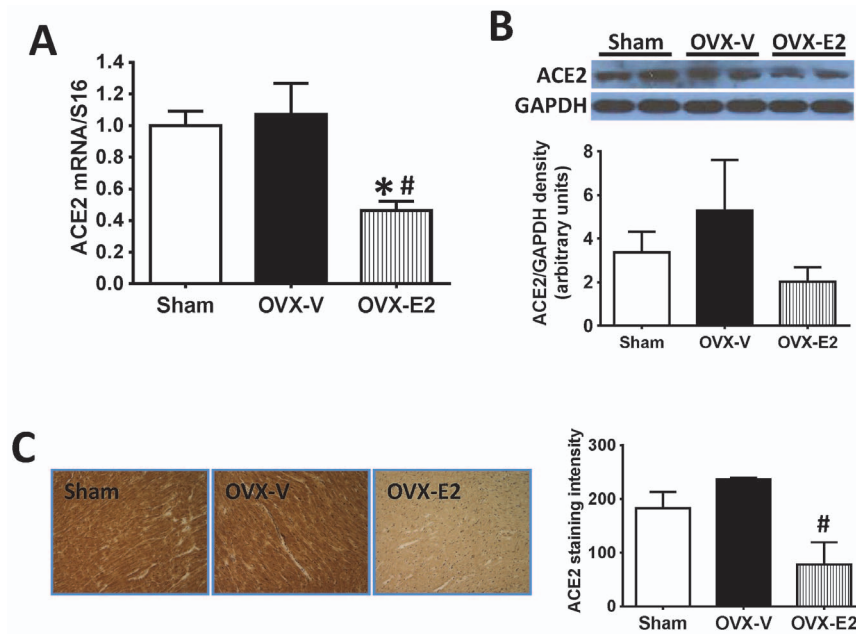 A
ACE2 mRNA/S16
1.4
1.2
1.0
0.8
0.6
0.4
0.2
0.0
* #
Sham OVX-V OVX-E2
B
Sham OVX-V OVX-E2
ACE2
GAPDH
ACE2/GAPDH density
(arbitrary units)
8
6
4
2
0
Sham OVX-V OVX-E2
C
Sham OVX-V OVX-E2
ACE2 staining intensity
300
200
100
0
#
Sham OVX-V OVX-E2